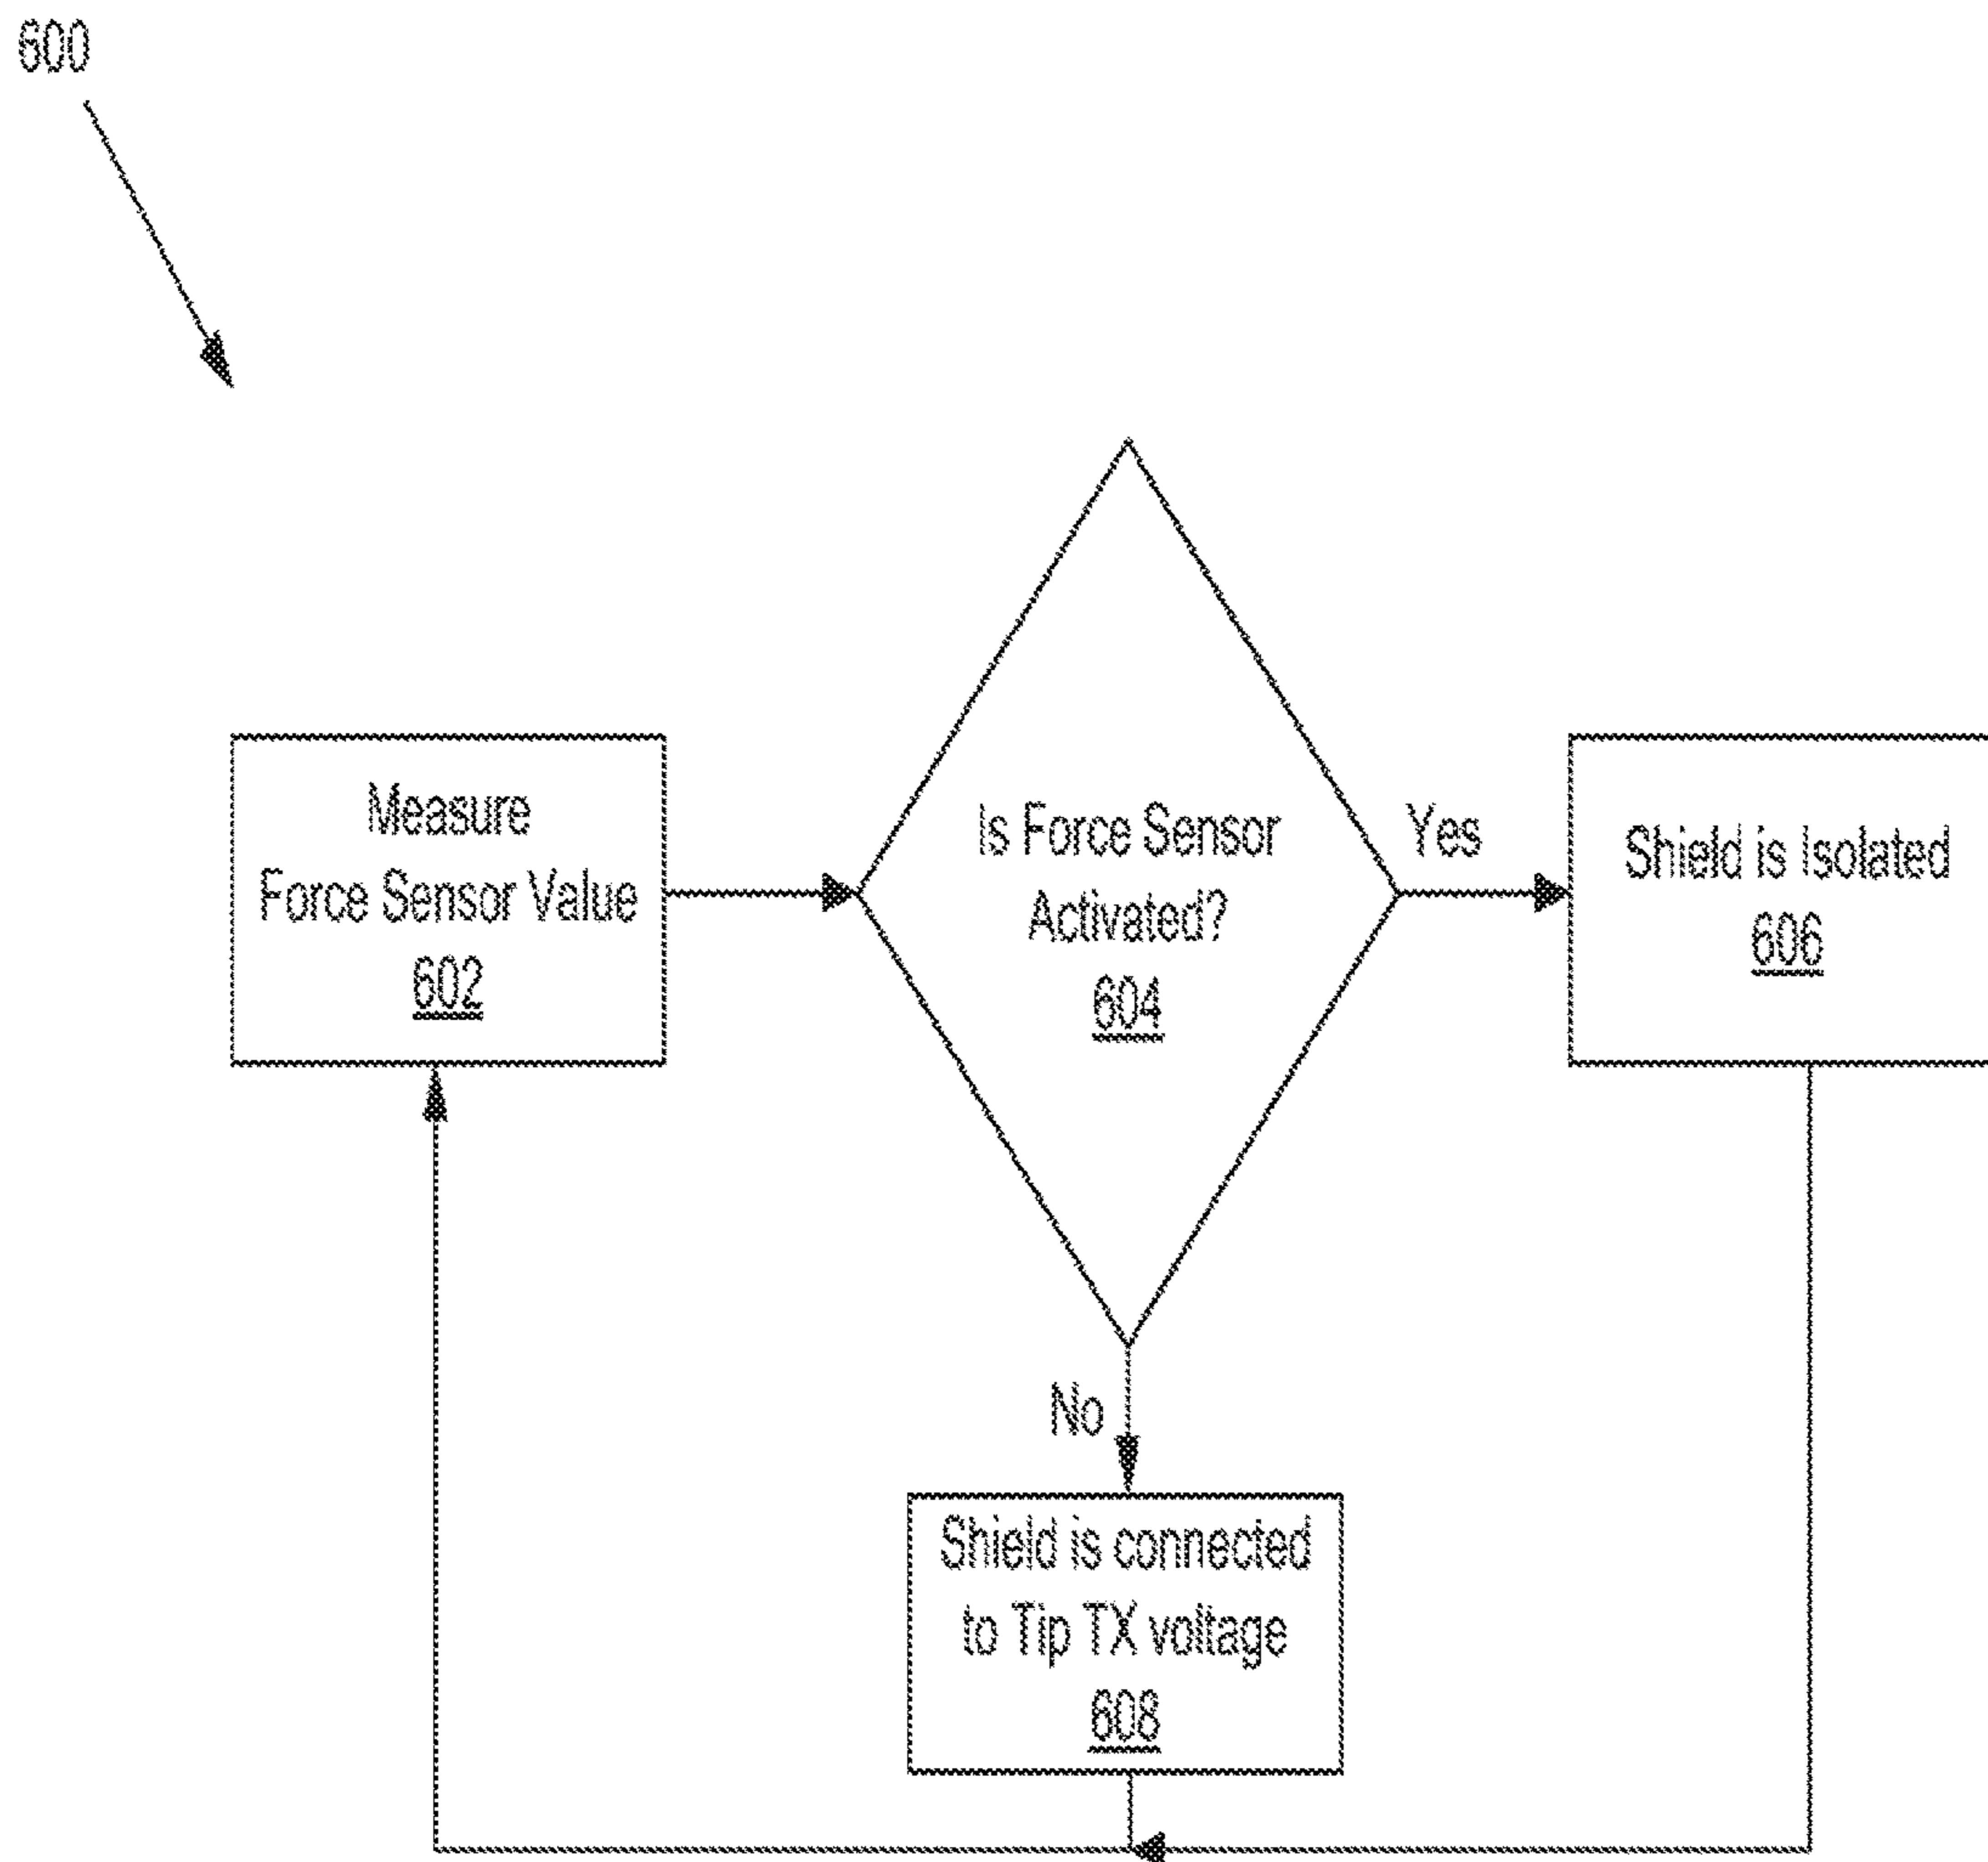 600
Measure
Force Sensor Value
602
Is Force Sensor
Activated?
604
Yes
Shield is Isolated
606
No
Shield is connected
to Tip TX voltage
608